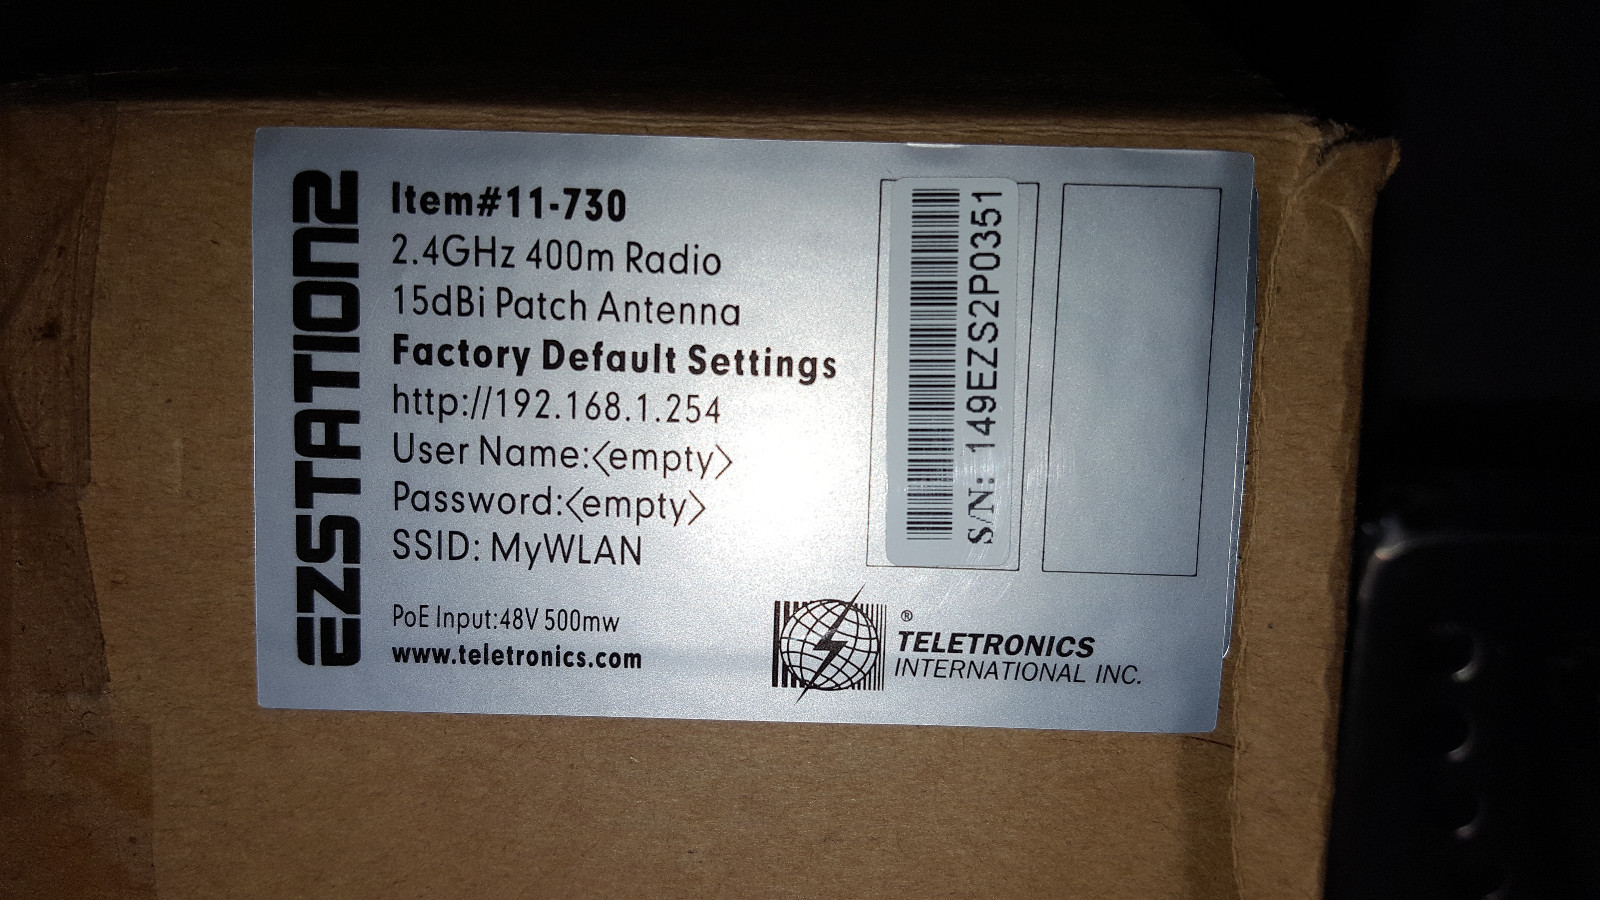 EZSTATION2
Item#11-730
2.4GHz 400m Radio
15dBi Patch Antenna
Factory Default Settings
http://192.168.1.254
User Name:<empty>
Password:<empty>
SSID: MyWLAN
PoE Input:48V 500mw
www.teletronics.com
S/N: 149EZS2P0351
®
TELETRONICS
INTERNATIONAL INC.